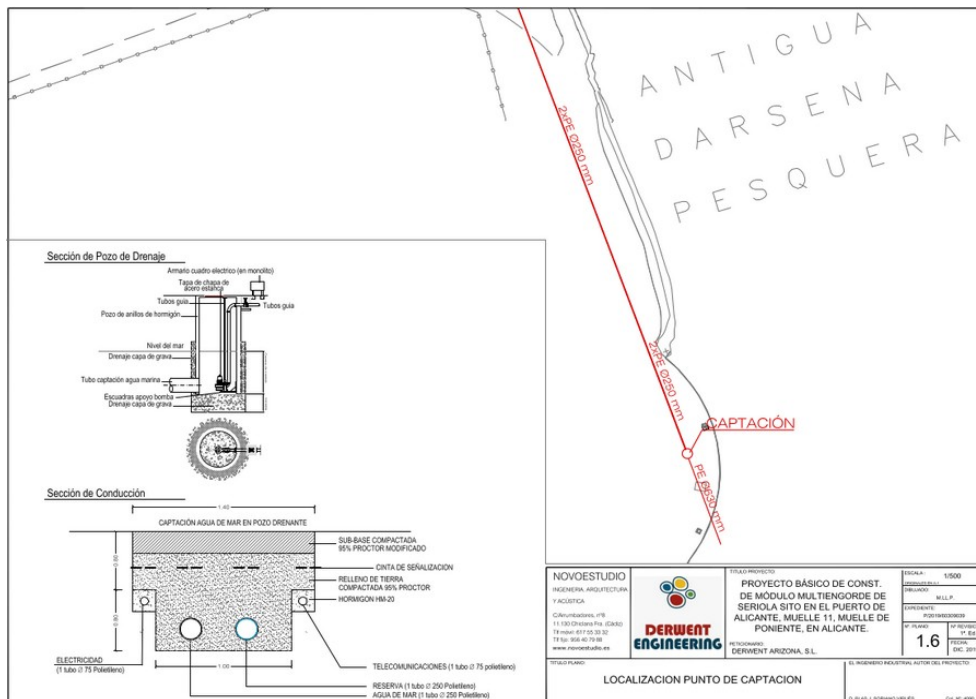 ANTIGUA
DARSENA
PESQUERA
2xPE Ø250 mm
2xPE Ø250 mm
CAPTACIÓN
PE Ø630 mm
Sección de Pozo de Drenaje
Armario cuadro electrico (en monolito)
Tapa de chapa de
acero estanca
Tubos guia
Tubos guia
Pozo de anillos de hormigón
Nivel del mar
Drenaje capa de grava
Tubo captación agua marina
Escuadras apoyo bomba
Drenaje capa de grava
Sección de Conducción
1.40
CAPTACIÓN AGUA DE MAR EN POZO DRENANTE
SUB-BASE COMPACTADA
95% PROCTOR MODIFICADO
CINTA DE SEÑALIZACION
RELLENO DE TIERRA
COMPACTADA 95% PROCTOR
HORMIGON HM-20
1.00
ELECTRICIDAD
(1 tubo Ø 75 Polietileno)
TELECOMUNICACIONES (1 tubo Ø 75 polietileno)
RESERVA (1 tubo Ø 250 Polietileno)
AGUA DE MAR (1 tubo Ø 250 Polietileno)
NOVOESTUDIO
INGENIERIA, ARQUITECTURA
Y ACÚSTICA
www.novoestudio.es
DERWENT
ENGINEERING
TITULO PROYECTO:
PROYECTO BÁSICO DE CONST.
DE MÓDULO MULTIENGORDE DE
SERIOLA SITO EN EL PUERTO DE
ALICANTE, MUELLE 11, MUELLE DE
PONIENTE, EN ALICANTE.
PETICIONARIO:
DERWENT ARIZONA, S.L.
ESCALA:
1/500
DIBUJADO:
M.LL.P.
EXPEDIENTE:
Nº PLANO:
1.6
FECHA:
TITULO PLANO:
LOCALIZACION PUNTO DE CAPTACION
EL INGENIERO INDUSTRIAL AUTOR DEL PROYECTO: